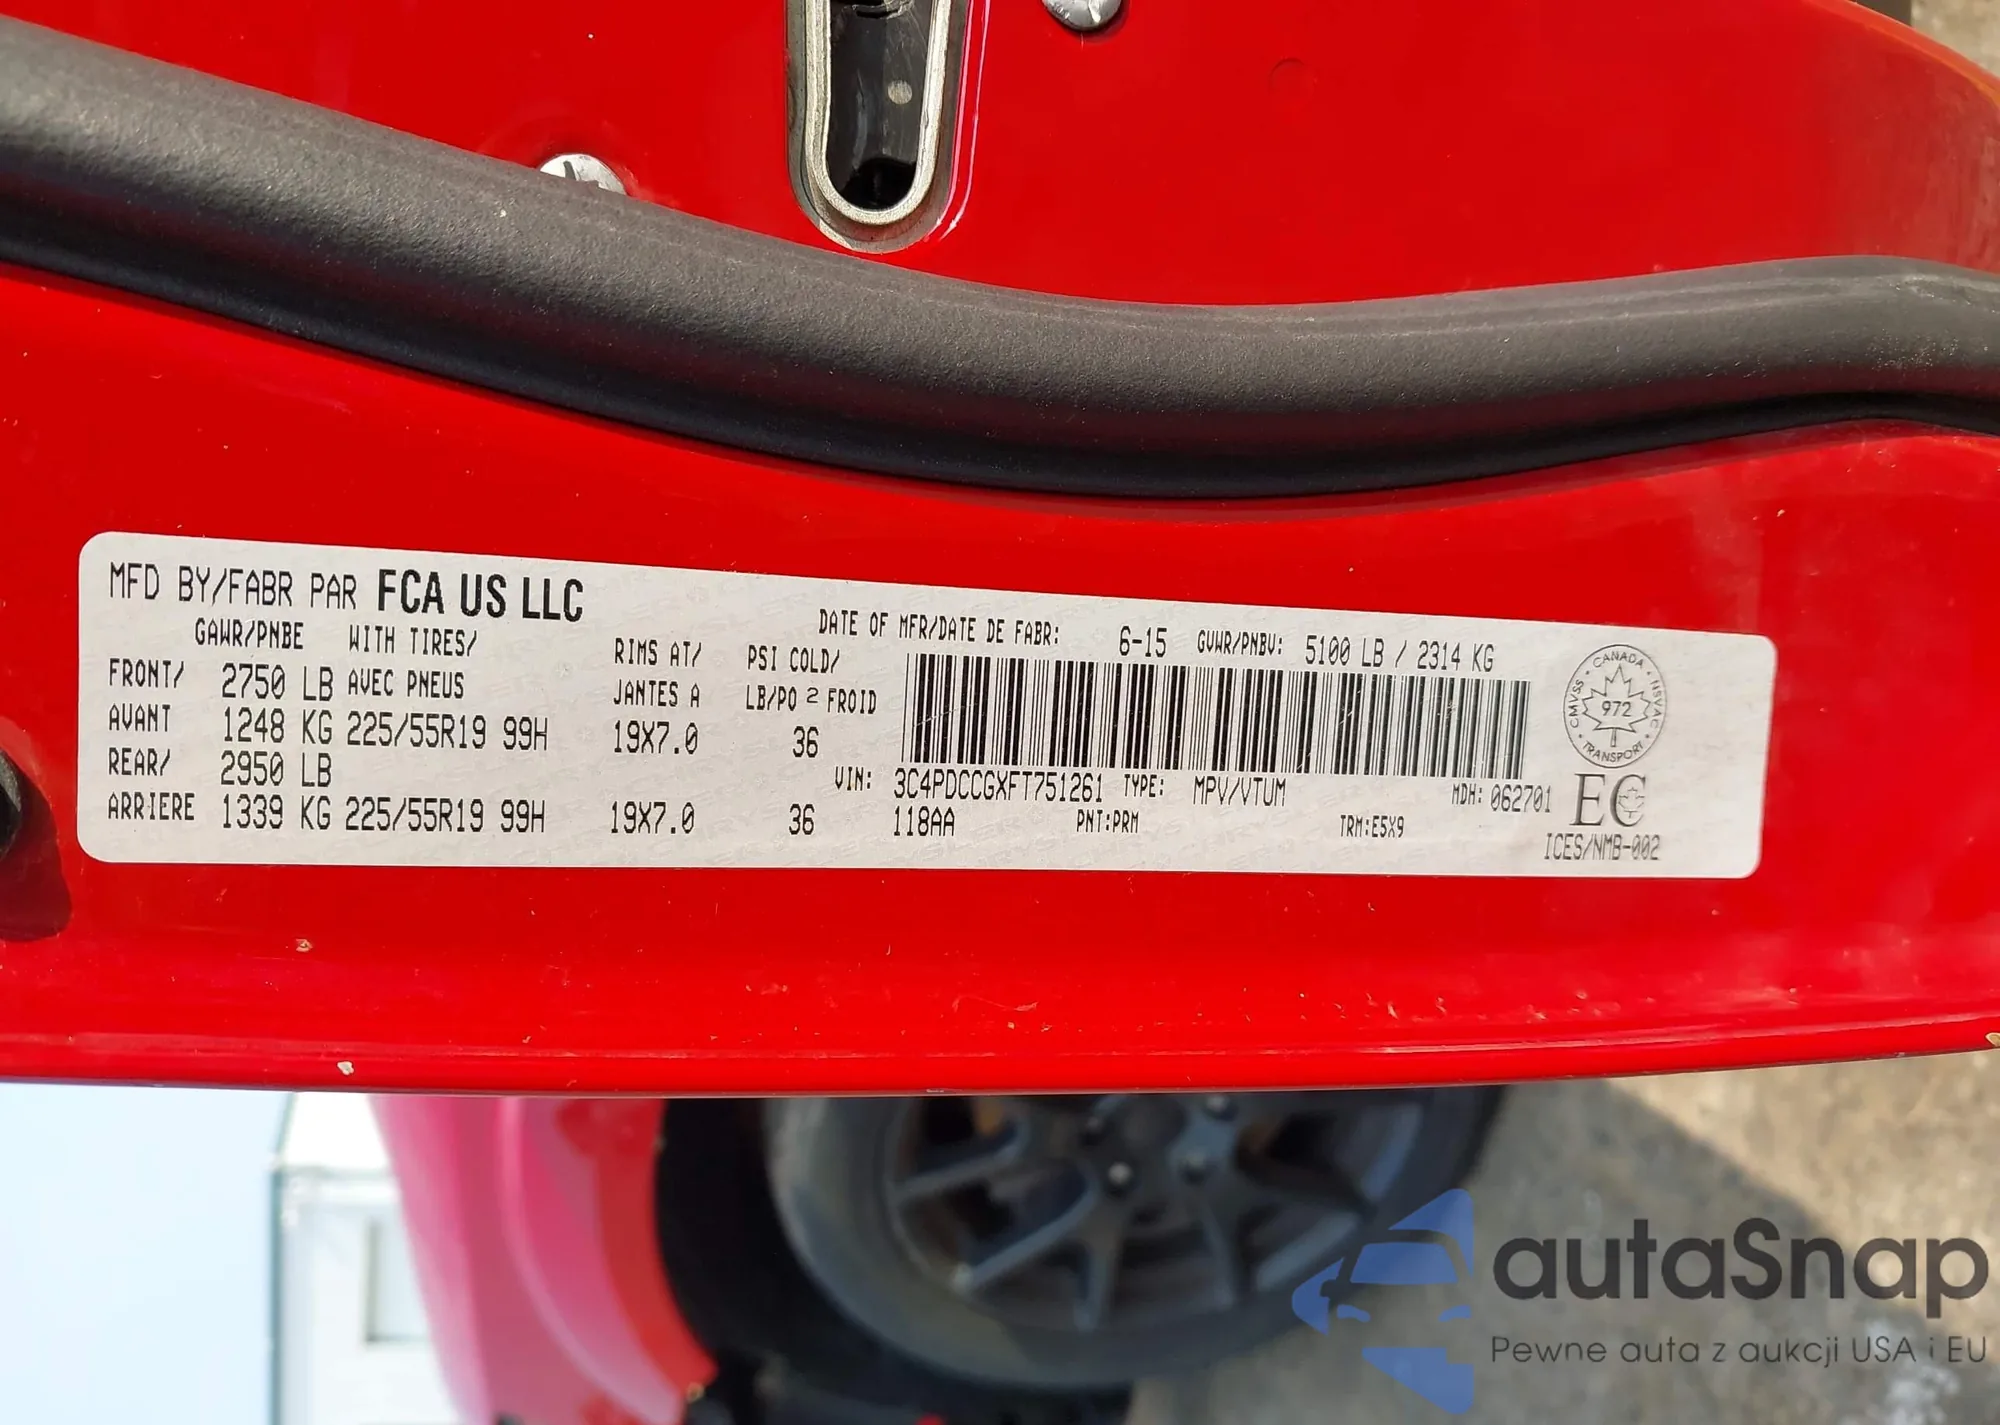 MFD BY/FABR PAR FCA US LLC
DATE OF MFR/DATE DE FABR: 6-15 GVWR/PNBV: 5100 LB / 2314 KG
GAWR/PNBE WITH TIRES/ RIMS AT/ PSI COLD/
FRONT/ 2750 LB AVEC PNEUS JANTES A LB/PO 2 FROID
AVANT 1248 KG 225/55R19 99H 19X7.0 36
REAR/ 2950 LB
ARRIERE 1339 KG 225/55R19 99H 19X7.0 36
VIN: 3C4PDCCGXFT751261 TYPE: MPV/VTUM MDH: 062701
118AA PNT:PRM TRM:E5X9
CANADA
CMVSS 972 NSVAC
TRANSPORT
EC
ICES/NMB-002
autaSnap
Pewne auta z aukcji USA i EU